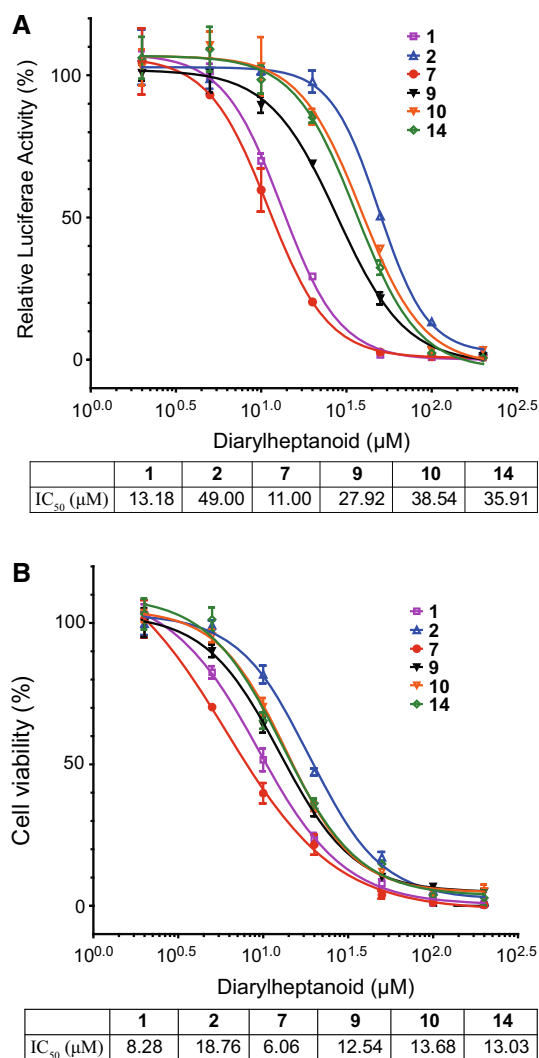 A
Relative Luciferae Activity (%)
100
50
0
1
2
7
9
10
14
10^0.0 10^0.5 10^1.0 10^1.5 10^2.0 10^2.5
Diarylheptanoid (µM)
1 2 7 9 10 14
IC50 (µM) 13.18 49.00 11.00 27.92 38.54 35.91
B
Cell viability (%)
100
50
0
1
2
7
9
10
14
10^0.0 10^0.5 10^1.0 10^1.5 10^2.0 10^2.5
Diarylheptanoid (µM)
1 2 7 9 10 14
IC50 (µM) 8.28 18.76 6.06 12.54 13.68 13.03